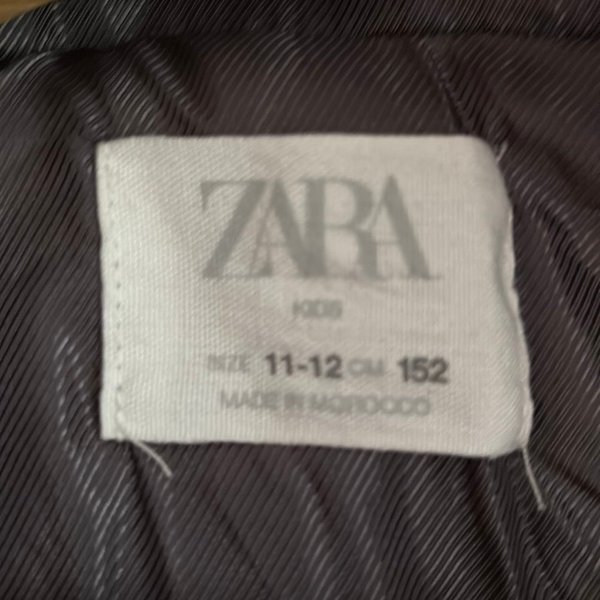 ZARA
KIDS
SIZE 11-12 CM 152
MADE IN MOROCCO